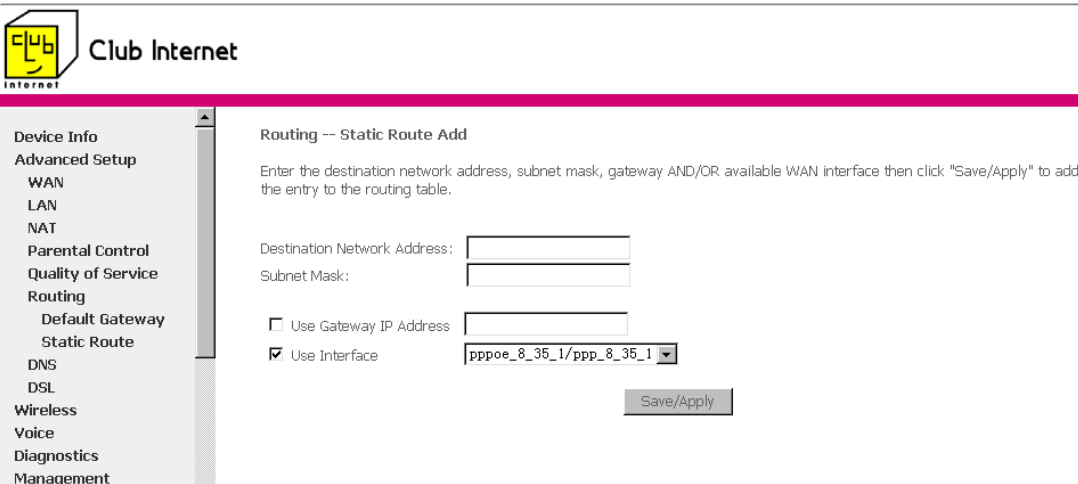 club
internet
Club Internet
Device Info
Advanced Setup
WAN
LAN
NAT
Parental Control
Quality of Service
Routing
Default Gateway
Static Route
DNS
DSL
Wireless
Voice
Diagnostics
Management
Routing -- Static Route Add
Enter the destination network address, subnet mask, gateway AND/OR available WAN interface then click "Save/Apply" to add
the entry to the routing table.
Destination Network Address:
Subnet Mask:
Use Gateway IP Address
Use Interface pppoe_8_35_1/ppp_8_35_1
Save/Apply